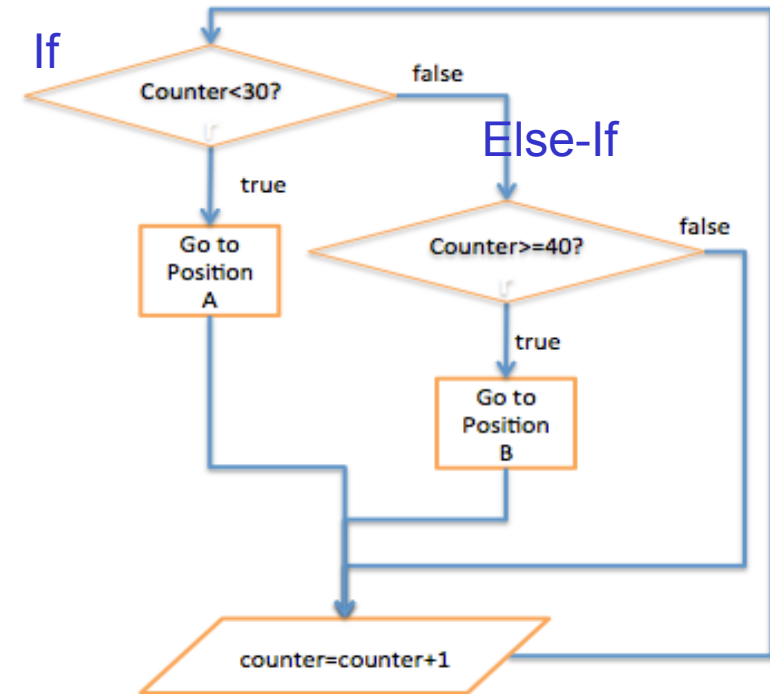 If
Counter<30?
false
true
Go to
Position
A
Else-If
Counter>=40?
false
true
Go to
Position
B
counter=counter+1